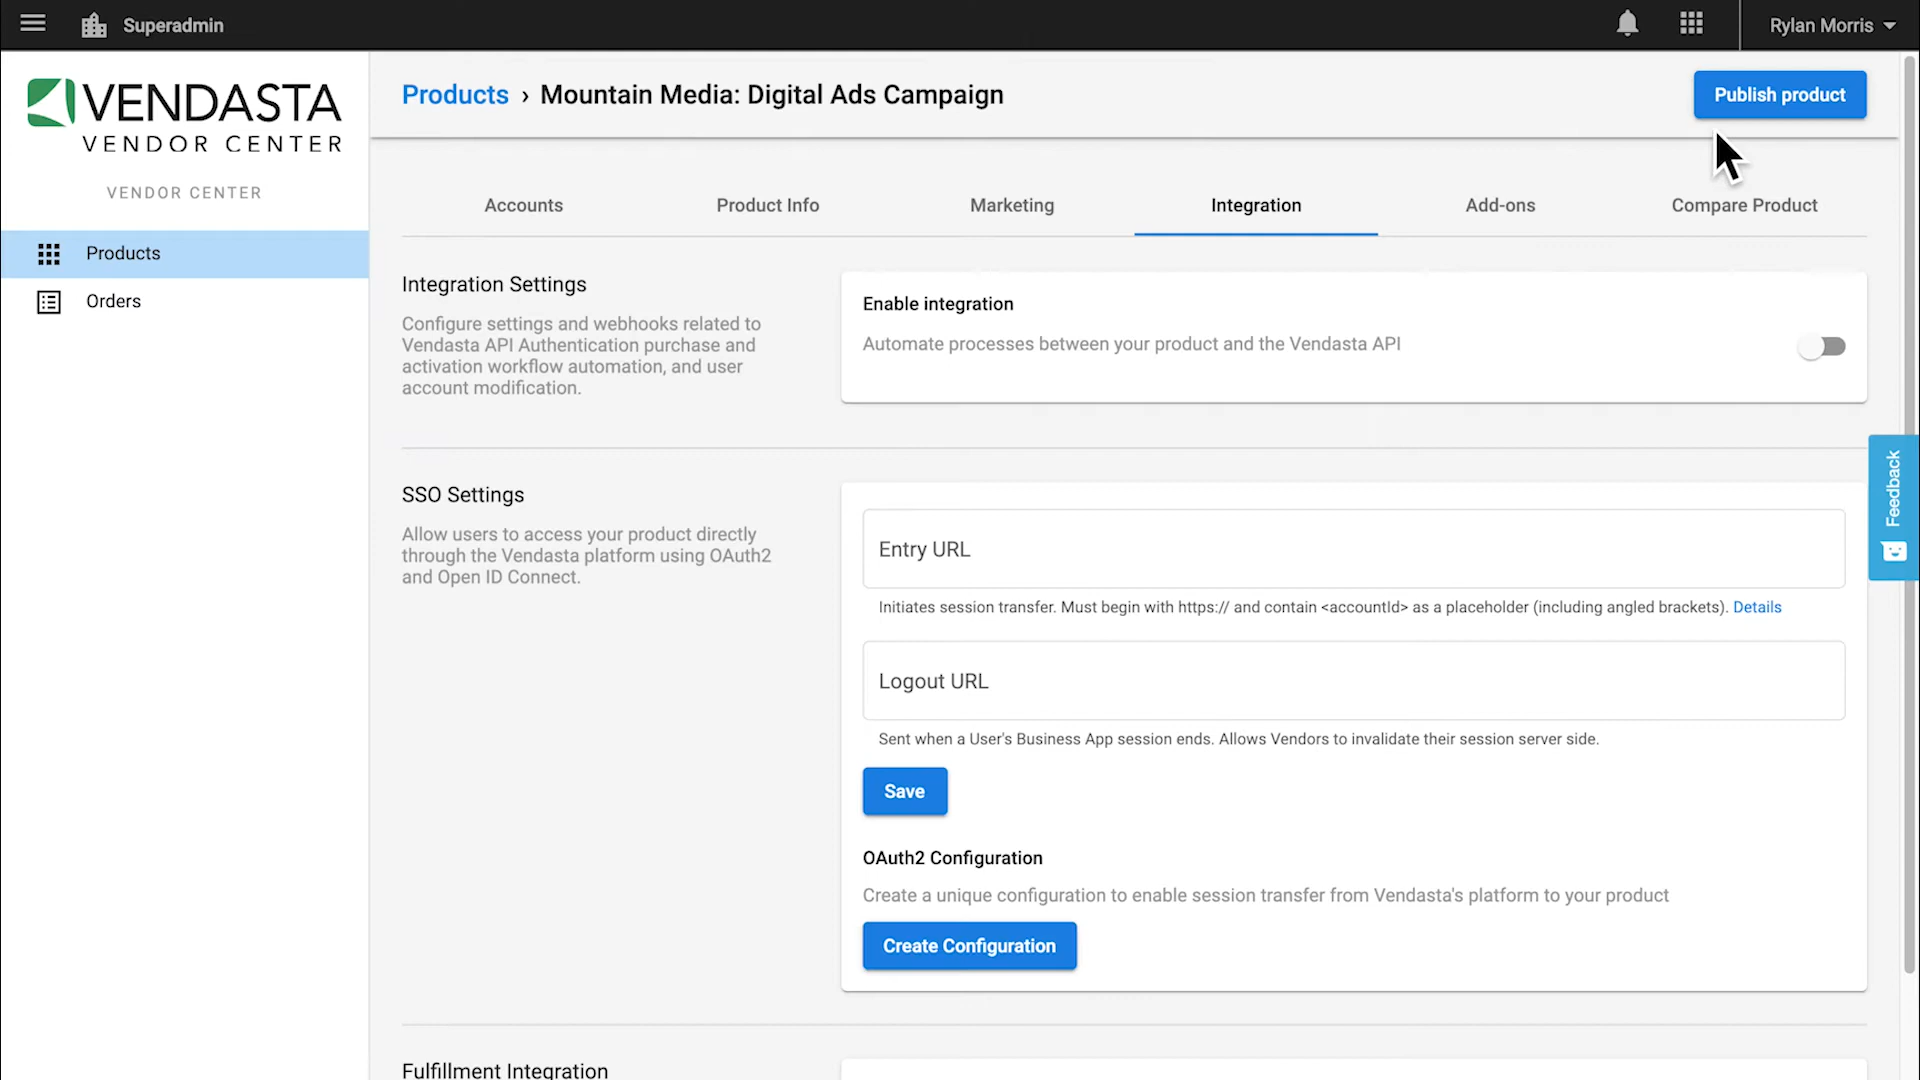 Superadmin
Rylan Morris
VENDASTA
VENDOR CENTER
VENDOR CENTER
Products
Orders
Products › Mountain Media: Digital Ads Campaign
Publish product
Accounts
Product Info
Marketing
Integration
Add-ons
Compare Product
Integration Settings
Configure settings and webhooks related to
Vendasta API Authentication purchase and
activation workflow automation, and user
account modification.
Enable integration
Automate processes between your product and the Vendasta API
SSO Settings
Allow users to access your product directly
through the Vendasta platform using OAuth2
and Open ID Connect.
Entry URL
Initiates session transfer. Must begin with https:// and contain <accountId> as a placeholder (including angled brackets). Details
Logout URL
Sent when a User's Business App session ends. Allows Vendors to invalidate their session server side.
Save
OAuth2 Configuration
Create a unique configuration to enable session transfer from Vendasta's platform to your product
Create Configuration
Feedback
Fulfillment Integration